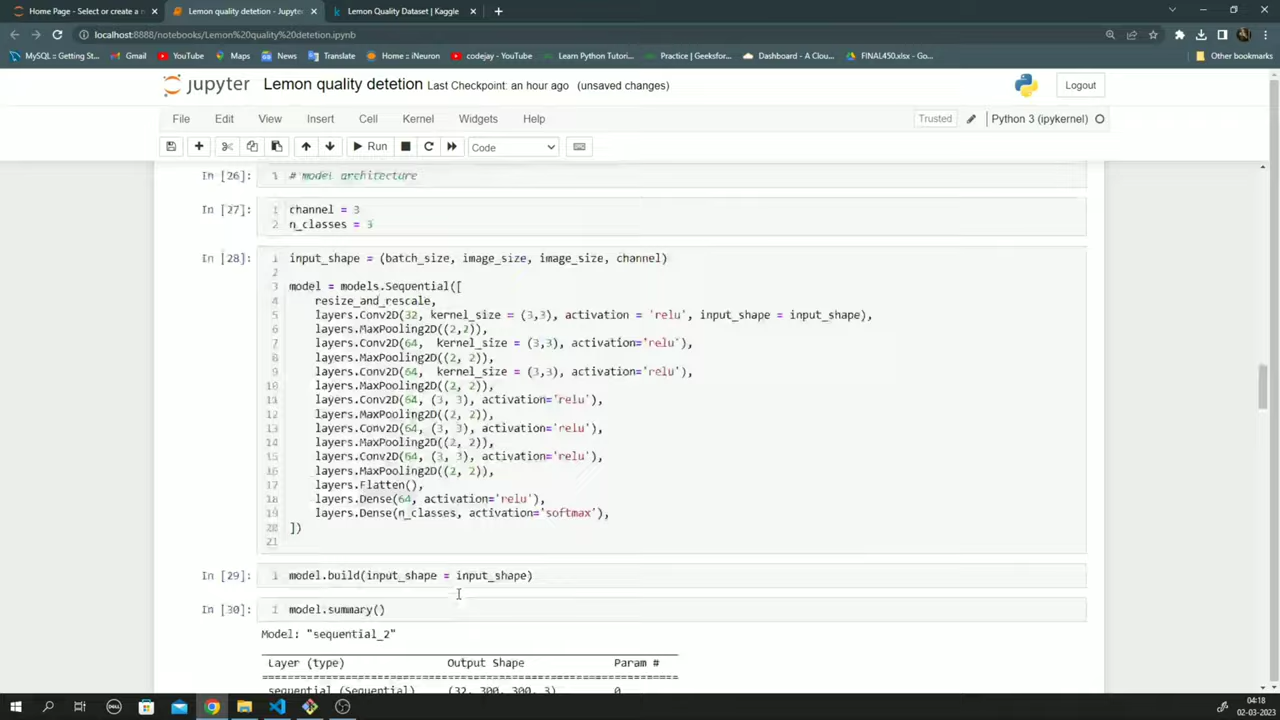 Home Page - Select or create a n
Lemon quality detetion - Jupyter
Lemon Quality Dataset | Kaggle
localhost:8888/notebooks/Lemon%20quality%20detetion.ipynb
MySQL :: Getting St...
Gmail
YouTube
Maps
News
Translate
Home :: iNeuron
codejay - YouTube
Learn Python Tutori...
Practice | Geeksfor...
Dashboard — A Clou...
FINAL450.xlsx - Go...
Other bookmarks
jupyter
Lemon quality detetion Last Checkpoint: an hour ago (unsaved changes)
Logout
File
Edit
View
Insert
Cell
Kernel
Widgets
Help
Trusted
Python 3 (ipykernel)
Run
Code
In [26]:
1 # model architecture
In [27]:
1 channel = 3
2 n_classes = 3
In [28]:
1 input_shape = (batch_size, image_size, image_size, channel)
2
3 model = models.Sequential([
4 resize_and_rescale,
5 layers.Conv2D(32, kernel_size = (3,3), activation = 'relu', input_shape = input_shape),
6 layers.MaxPooling2D((2,2)),
7 layers.Conv2D(64,  kernel_size = (3,3), activation='relu'),
8 layers.MaxPooling2D((2, 2)),
9 layers.Conv2D(64,  kernel_size = (3,3), activation='relu'),
10 layers.MaxPooling2D((2, 2)),
11 layers.Conv2D(64, (3, 3), activation='relu'),
12 layers.MaxPooling2D((2, 2)),
13 layers.Conv2D(64, (3, 3), activation='relu'),
14 layers.MaxPooling2D((2, 2)),
15 layers.Conv2D(64, (3, 3), activation='relu'),
16 layers.MaxPooling2D((2, 2)),
17 layers.Flatten(),
18 layers.Dense(64, activation='relu'),
19 layers.Dense(n_classes, activation='softmax'),
20 ])
21
In [29]:
1 model.build(input_shape = input_shape)
In [30]:
1 model.summary()
Model: "sequential_2"
Layer (type) Output Shape Param #
sequential (Sequential) (32, 300, 300, 3) 0
04:18
02-03-2023